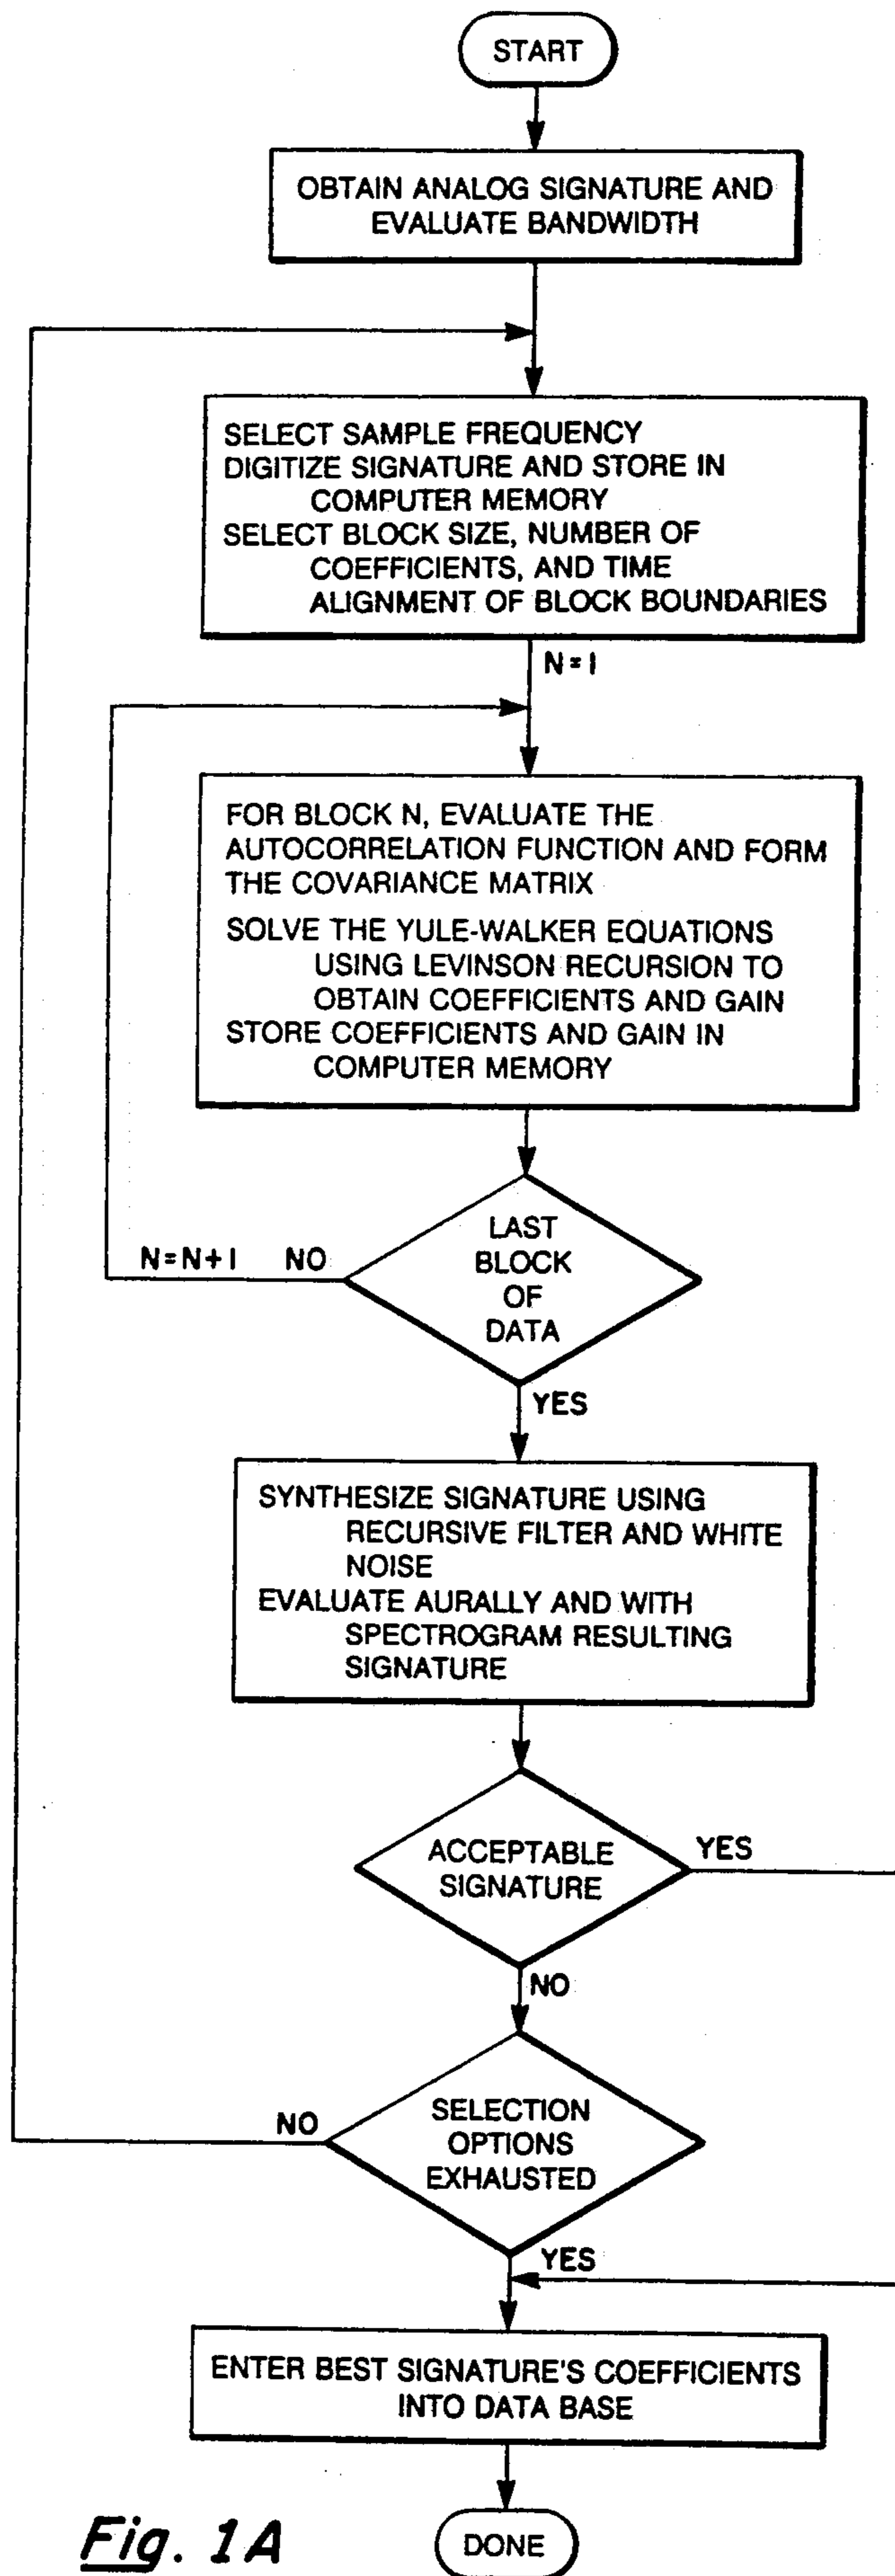 START
OBTAIN ANALOG SIGNATURE AND
EVALUATE BANDWIDTH
SELECT SAMPLE FREQUENCY
DIGITIZE SIGNATURE AND STORE IN
COMPUTER MEMORY
SELECT BLOCK SIZE, NUMBER OF
COEFFICIENTS, AND TIME
ALIGNMENT OF BLOCK BOUNDARIES
N=1
FOR BLOCK N, EVALUATE THE
AUTOCORRELATION FUNCTION AND FORM
THE COVARIANCE MATRIX
SOLVE THE YULE-WALKER EQUATIONS
USING LEVINSON RECURSION TO
OBTAIN COEFFICIENTS AND GAIN
STORE COEFFICIENTS AND GAIN IN
COMPUTER MEMORY
LAST
BLOCK
OF
DATA
N=N+1 NO
YES
SYNTHESIZE SIGNATURE USING
RECURSIVE FILTER AND WHITE
NOISE
EVALUATE AURALLY AND WITH
SPECTROGRAM RESULTING
SIGNATURE
ACCEPTABLE
SIGNATURE
YES
NO
SELECTION
OPTIONS
EXHAUSTED
NO
YES
ENTER BEST SIGNATURE'S COEFFICIENTS
INTO DATA BASE
DONE
Fig. 1A